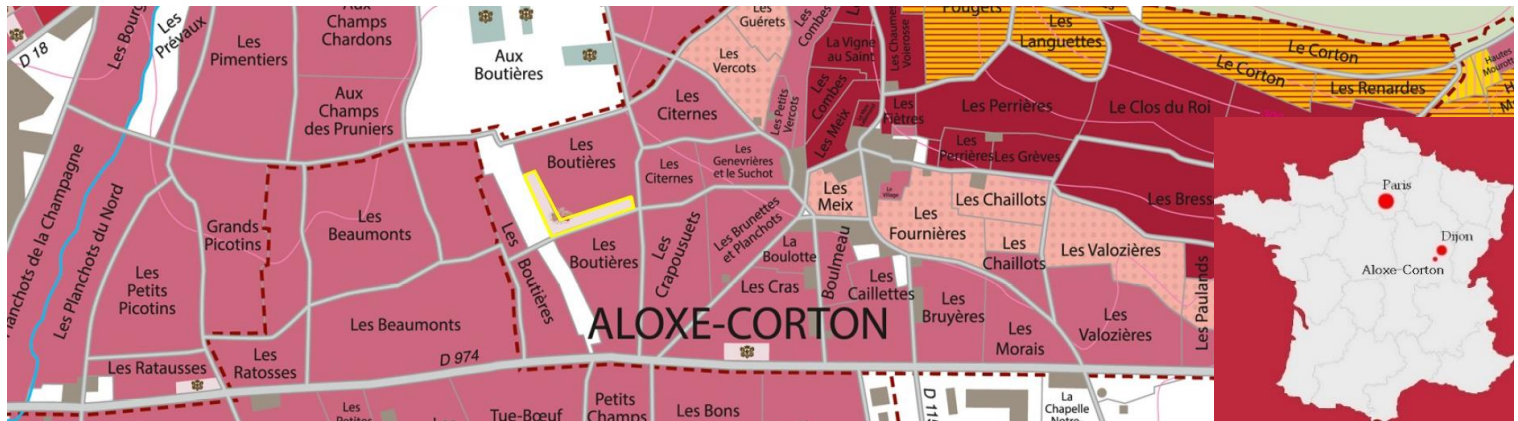 D 18
Les Bourg
Les
Prévaux
Les
Pimentiers
Aux
Champs
Chardons
Aux Champs
des Pruniers
Aux
Boutières
Les
Guérets
Les
Vercots
Les Combes
Les Petits
Vercots
La Vigne
au Saint
Les
Combes
Les Meix
Les Chaumes
Voierosse
Les
Fiètres
Fougets
Les
Languettes
Le Corton
Le Corton
Les Renardes
Hautes
Les Perrières
Le Clos du Roi
Les
Perrières
Les Grèves
Les Bress
Les
Citernes
Les
Citernes
Les Genevrières
et le Suchot
Les
Boutières
Les
Meix
Le Village
Les
Fournières
Les Chaillots
Les
Chaillots
Les Valozières
Les
Valozières
Les Paulands
Planchots de la Champagne
Les Planchots du Nord
Grands
Picotins
Les
Petits
Picotins
Les
Beaumonts
Les Beaumonts
Les
Boutières
Les
Boutières
Les
Crapousuets
Les Brunettes
et Planchots
La
Boulotte
Boulmeau
Les Cras
Les
Caillettes
Les
Bruyères
Les
Morais
ALOXE-CORTON
Les Ratausses
Les
Ratosses
D 974
Les
Tue-Bœuf
Petits
Champs
Les Bons
D 115
La
Chapelle
Paris
Dijon
Aloxe-Corton